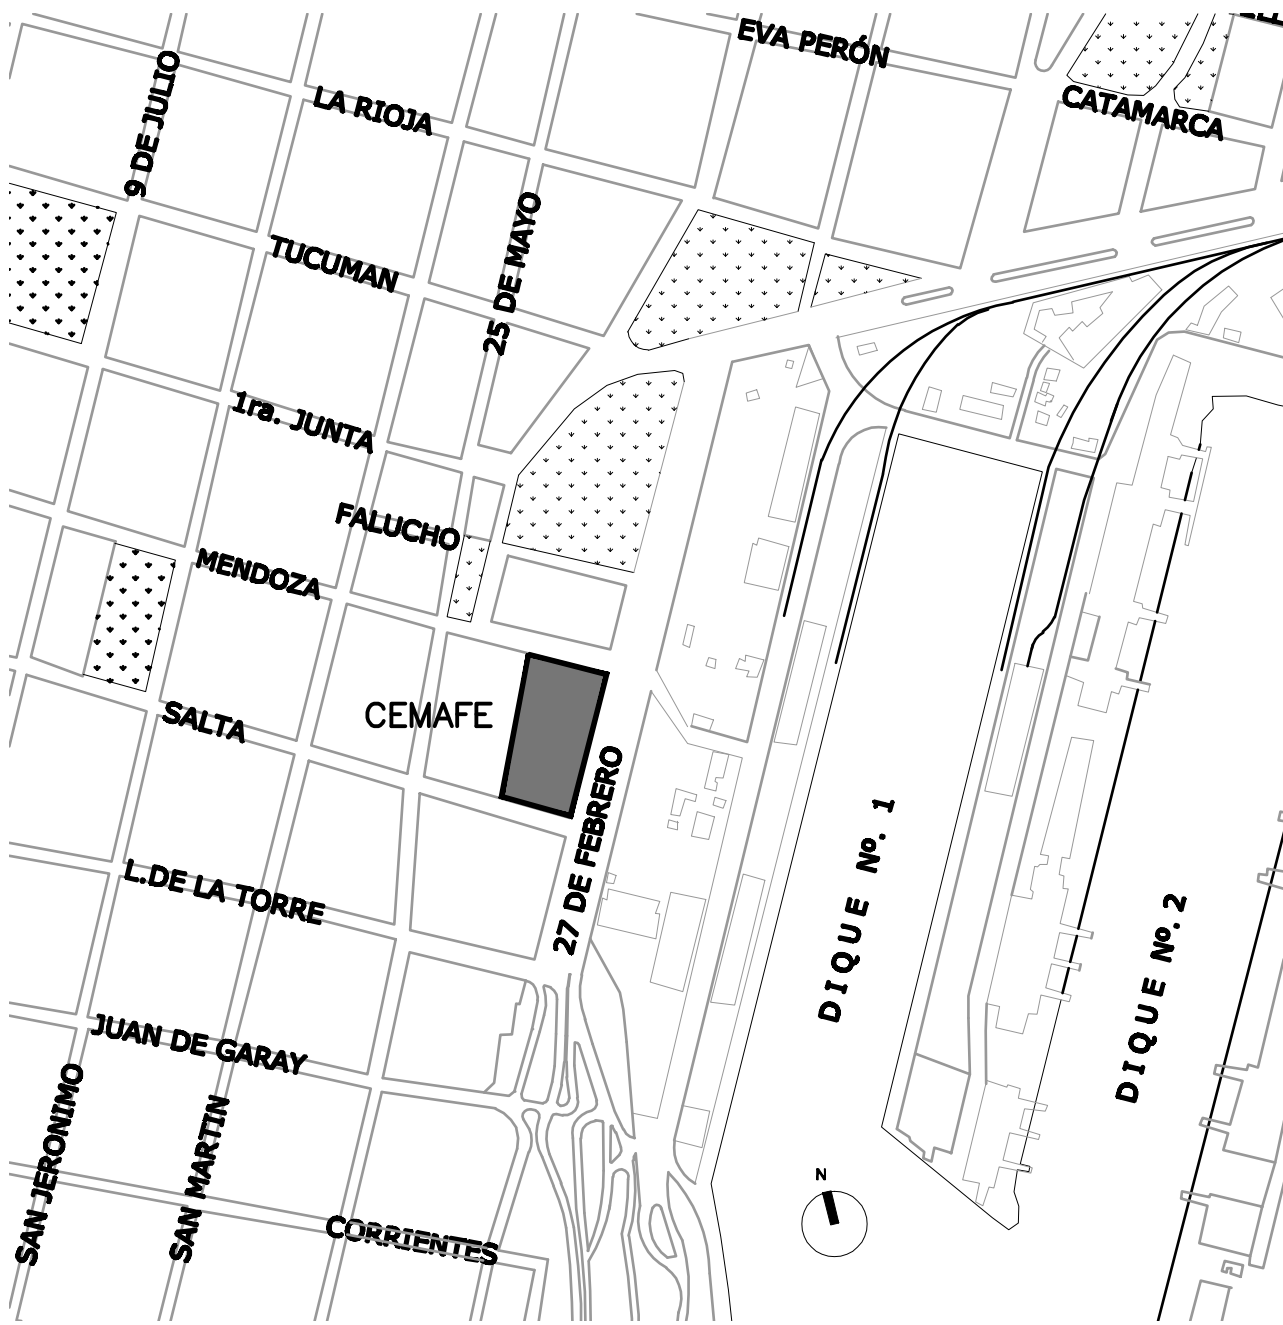 EVA PERÓN
9 DE JULIO
LA RIOJA
CATAMARCA
25 DE MAYO
TUCUMAN
1ra. JUNTA
FALUCHO
MENDOZA
SALTA
CEMAFE
27 DE FEBRERO
DIQUE Nº. 1
L.DE LA TORRE
DIQUE Nº. 2
JUAN DE GARAY
SAN JERONIMO
SAN MARTIN
N
CORRIENTES